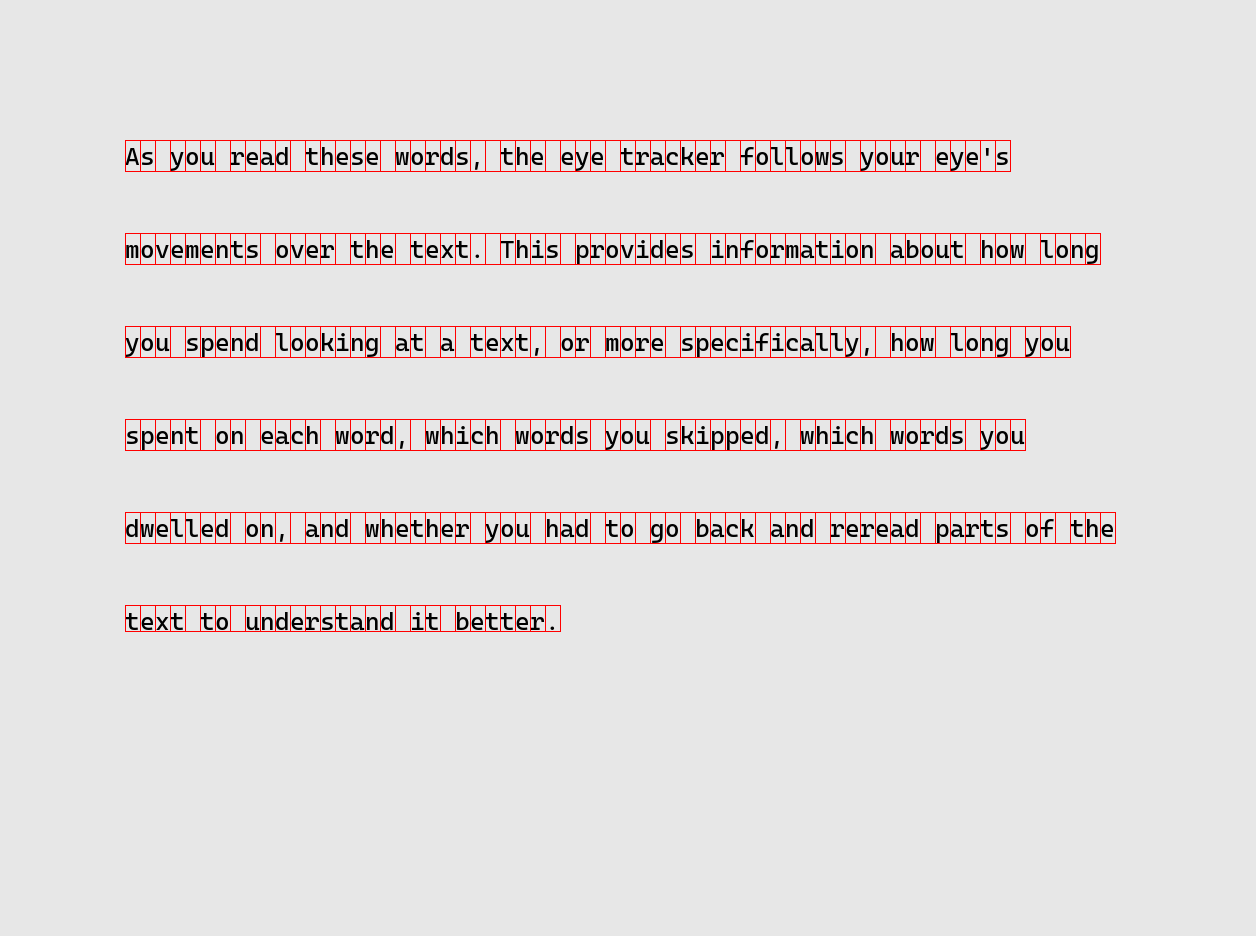 As you read these words, the eye tracker follows your eye's
movements over the text. This provides information about how long
you spend looking at a text, or more specifically, how long you
spent on each word, which words you skipped, which words you
dwelled on, and whether you had to go back and reread parts of the
text to understand it better.